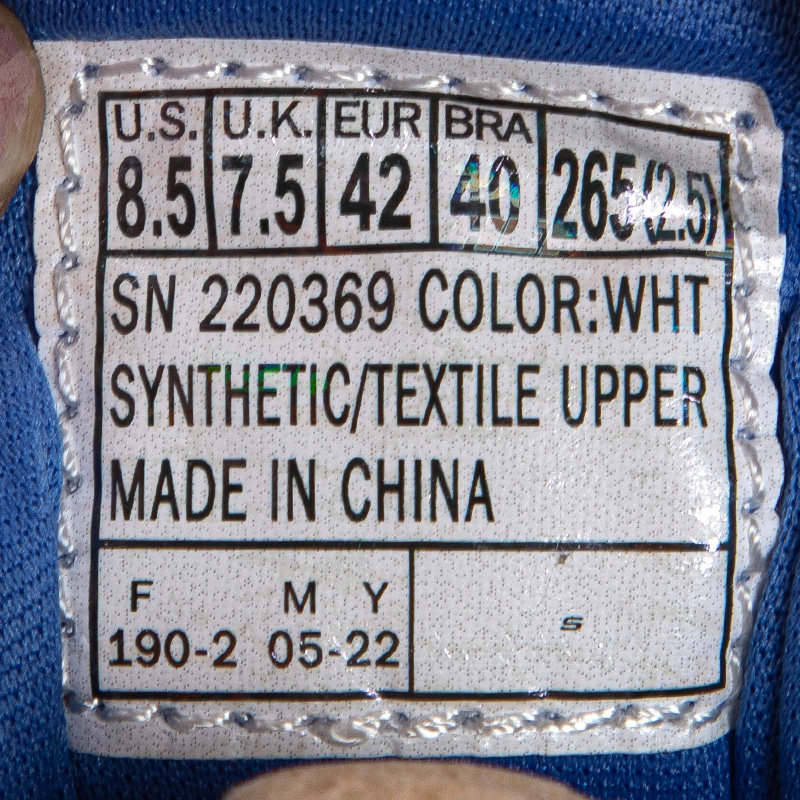 U.S. U.K. EUR BRA
8.5 7.5 42 40 265(2.5)
SN 220369 COLOR:WHT
SYNTHETIC/TEXTILE UPPER
MADE IN CHINA
F M Y
190-2 05-22
S